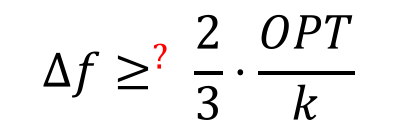 Δf ≥? 2/3 · OPT/k